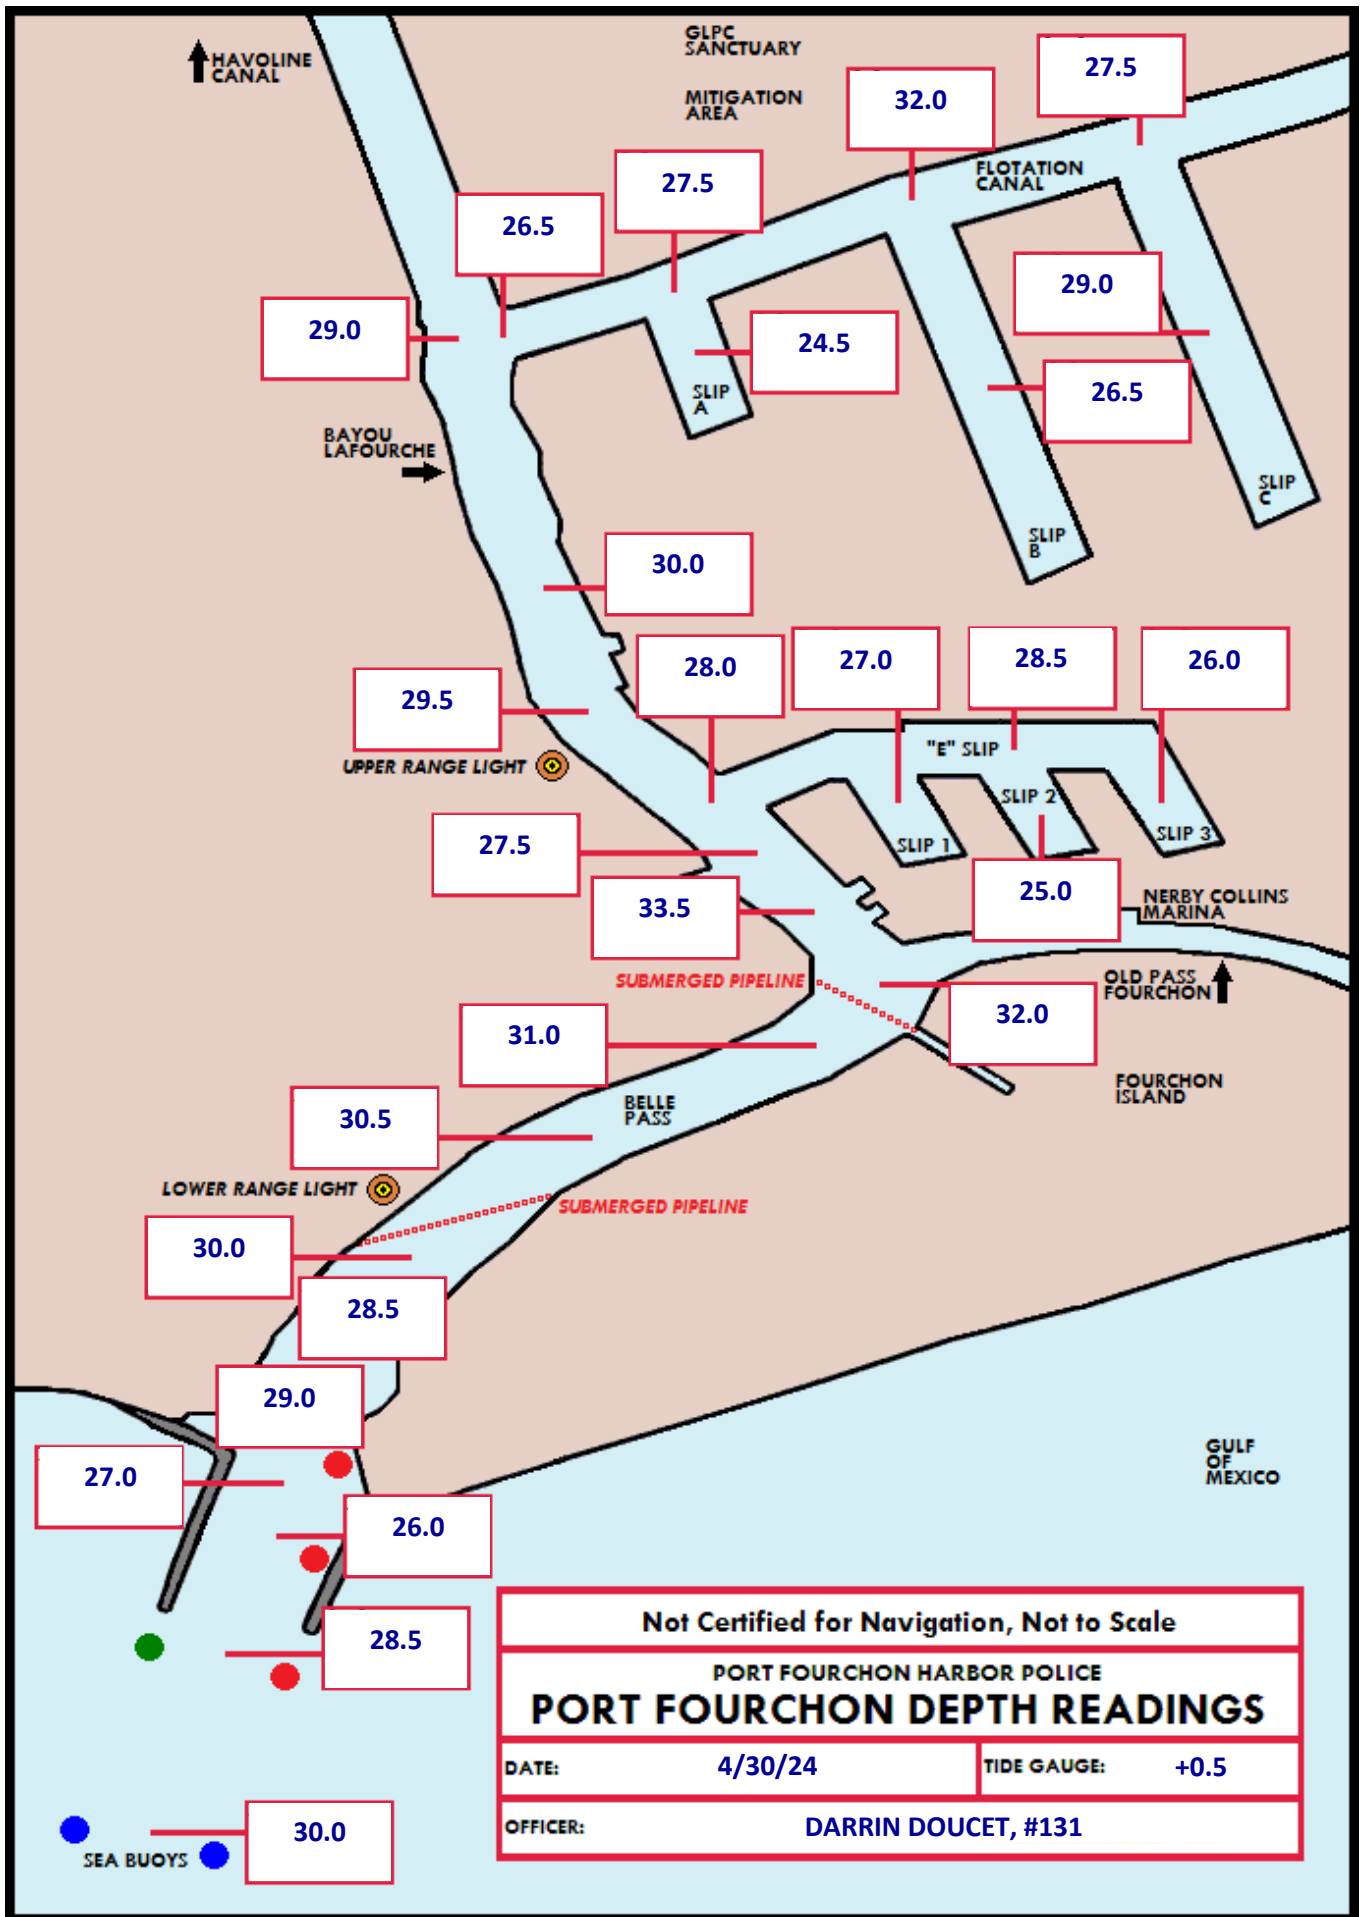 GLPC
SANCTUARY
MITIGATION
AREA
HAVOLINE
CANAL
27.5
32.0
FLOTATION
CANAL
27.5
26.5
29.0
29.0
24.5
26.5
SLIP
A
BAYOU
LAFOURCHE
SLIP
C
SLIP
B
30.0
28.0
27.0
28.5
26.0
29.5
"E" SLIP
UPPER RANGE LIGHT
SLIP 2
SLIP 1
SLIP 3
27.5
33.5
25.0
NERBY COLLINS
MARINA
SUBMERGED PIPELINE
OLD PASS
FOURCHON
32.0
31.0
FOURCHON
ISLAND
BELLE
PASS
30.5
LOWER RANGE LIGHT
SUBMERGED PIPELINE
30.0
28.5
29.0
GULF
OF
MEXICO
27.0
26.0
28.5
Not Certified for Navigation, Not to Scale
PORT FOURCHON HARBOR POLICE
PORT FOURCHON DEPTH READINGS
DATE: 4/30/24 TIDE GAUGE: +0.5
OFFICER: DARRIN DOUCET, #131
30.0
SEA BUOYS